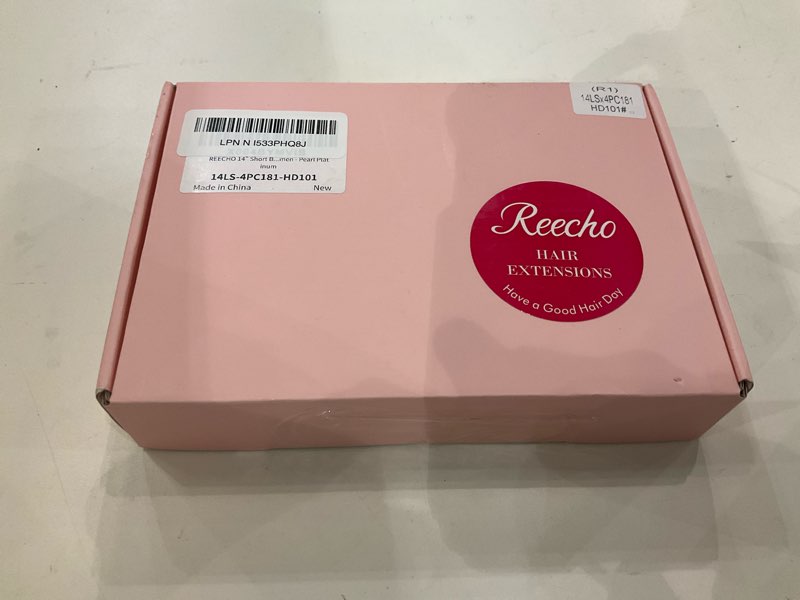 (R1)
14LSx4PC181
HD101#
LPN N I533PHQ8J
REECHO 14" Short B...men - Pearl Plat
inum
14LS-4PC181-HD101
Made in China New
Reecho
HAIR
EXTENSIONS
Have a Good Hair Day